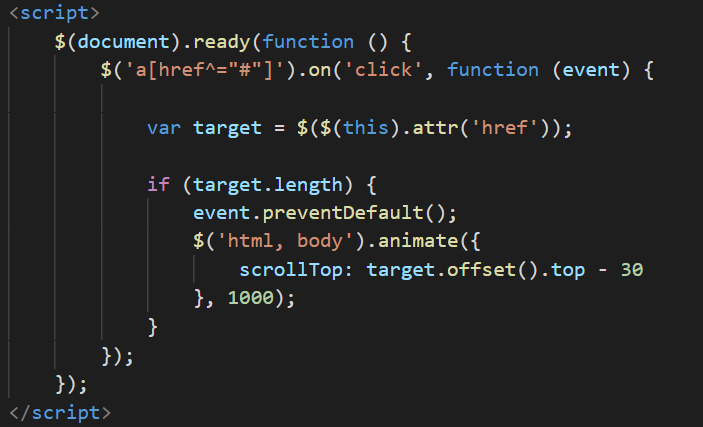 <script>
$(document).ready(function () {
$('a[href^="#"]').on('click', function (event) {
var target = $($(this).attr('href'));
if (target.length) {
event.preventDefault();
$('html, body').animate({
scrollTop: target.offset().top - 30
}, 1000);
}
});
});
</script>